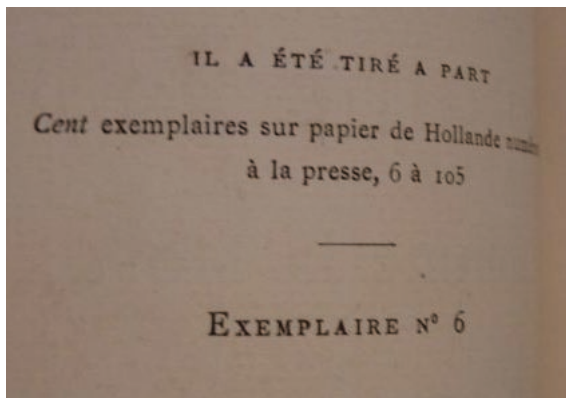 IL A ÉTÉ TIRÉ A PART
Cent exemplaires sur papier de Hollande
à la presse, 6 à 105
EXEMPLAIRE Nº 6